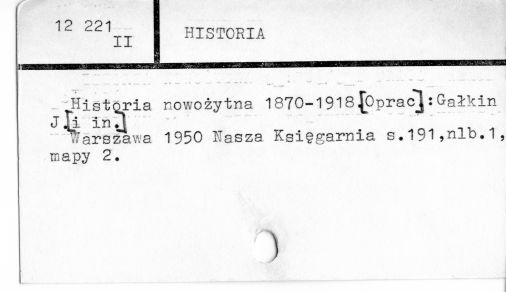 12 221
II
HISTORIA
Historia nowożytna 1870-1918.[Oprac]:Gałkin
J.[i in.]
Warszawa 1950 Nasza Księgarnia s.191,nlb.1,
mapy 2.